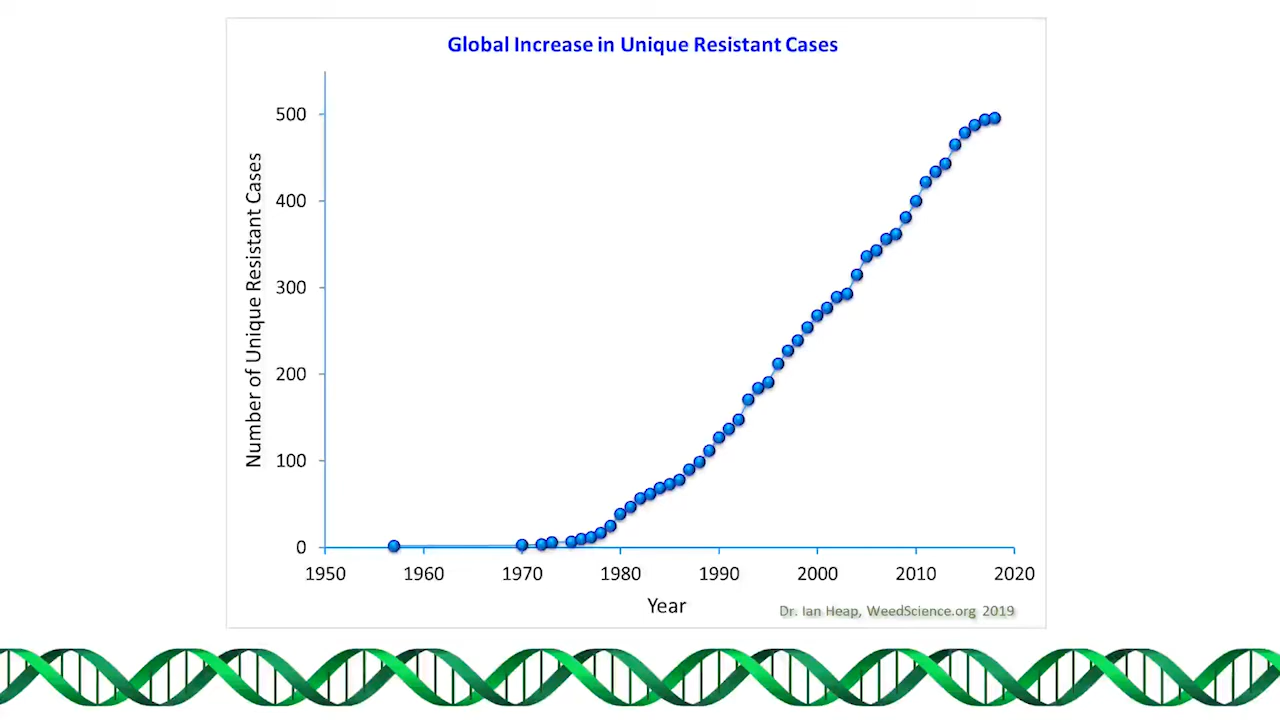 Global Increase in Unique Resistant Cases
500
400
300
200
100
0
Number of Unique Resistant Cases
1950 1960 1970 1980 1990 2000 2010 2020
Year
Dr. Ian Heap, WeedScience.org 2019